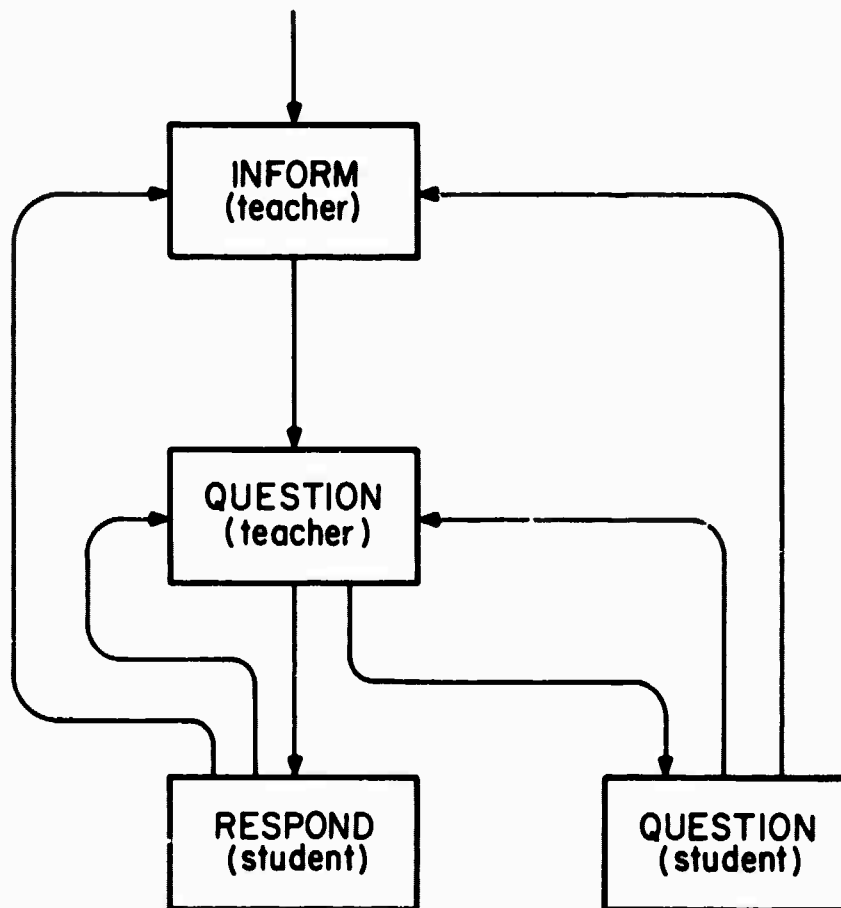 INFORM
(teacher)
QUESTION
(teacher)
RESPOND
(student)
QUESTION
(student)